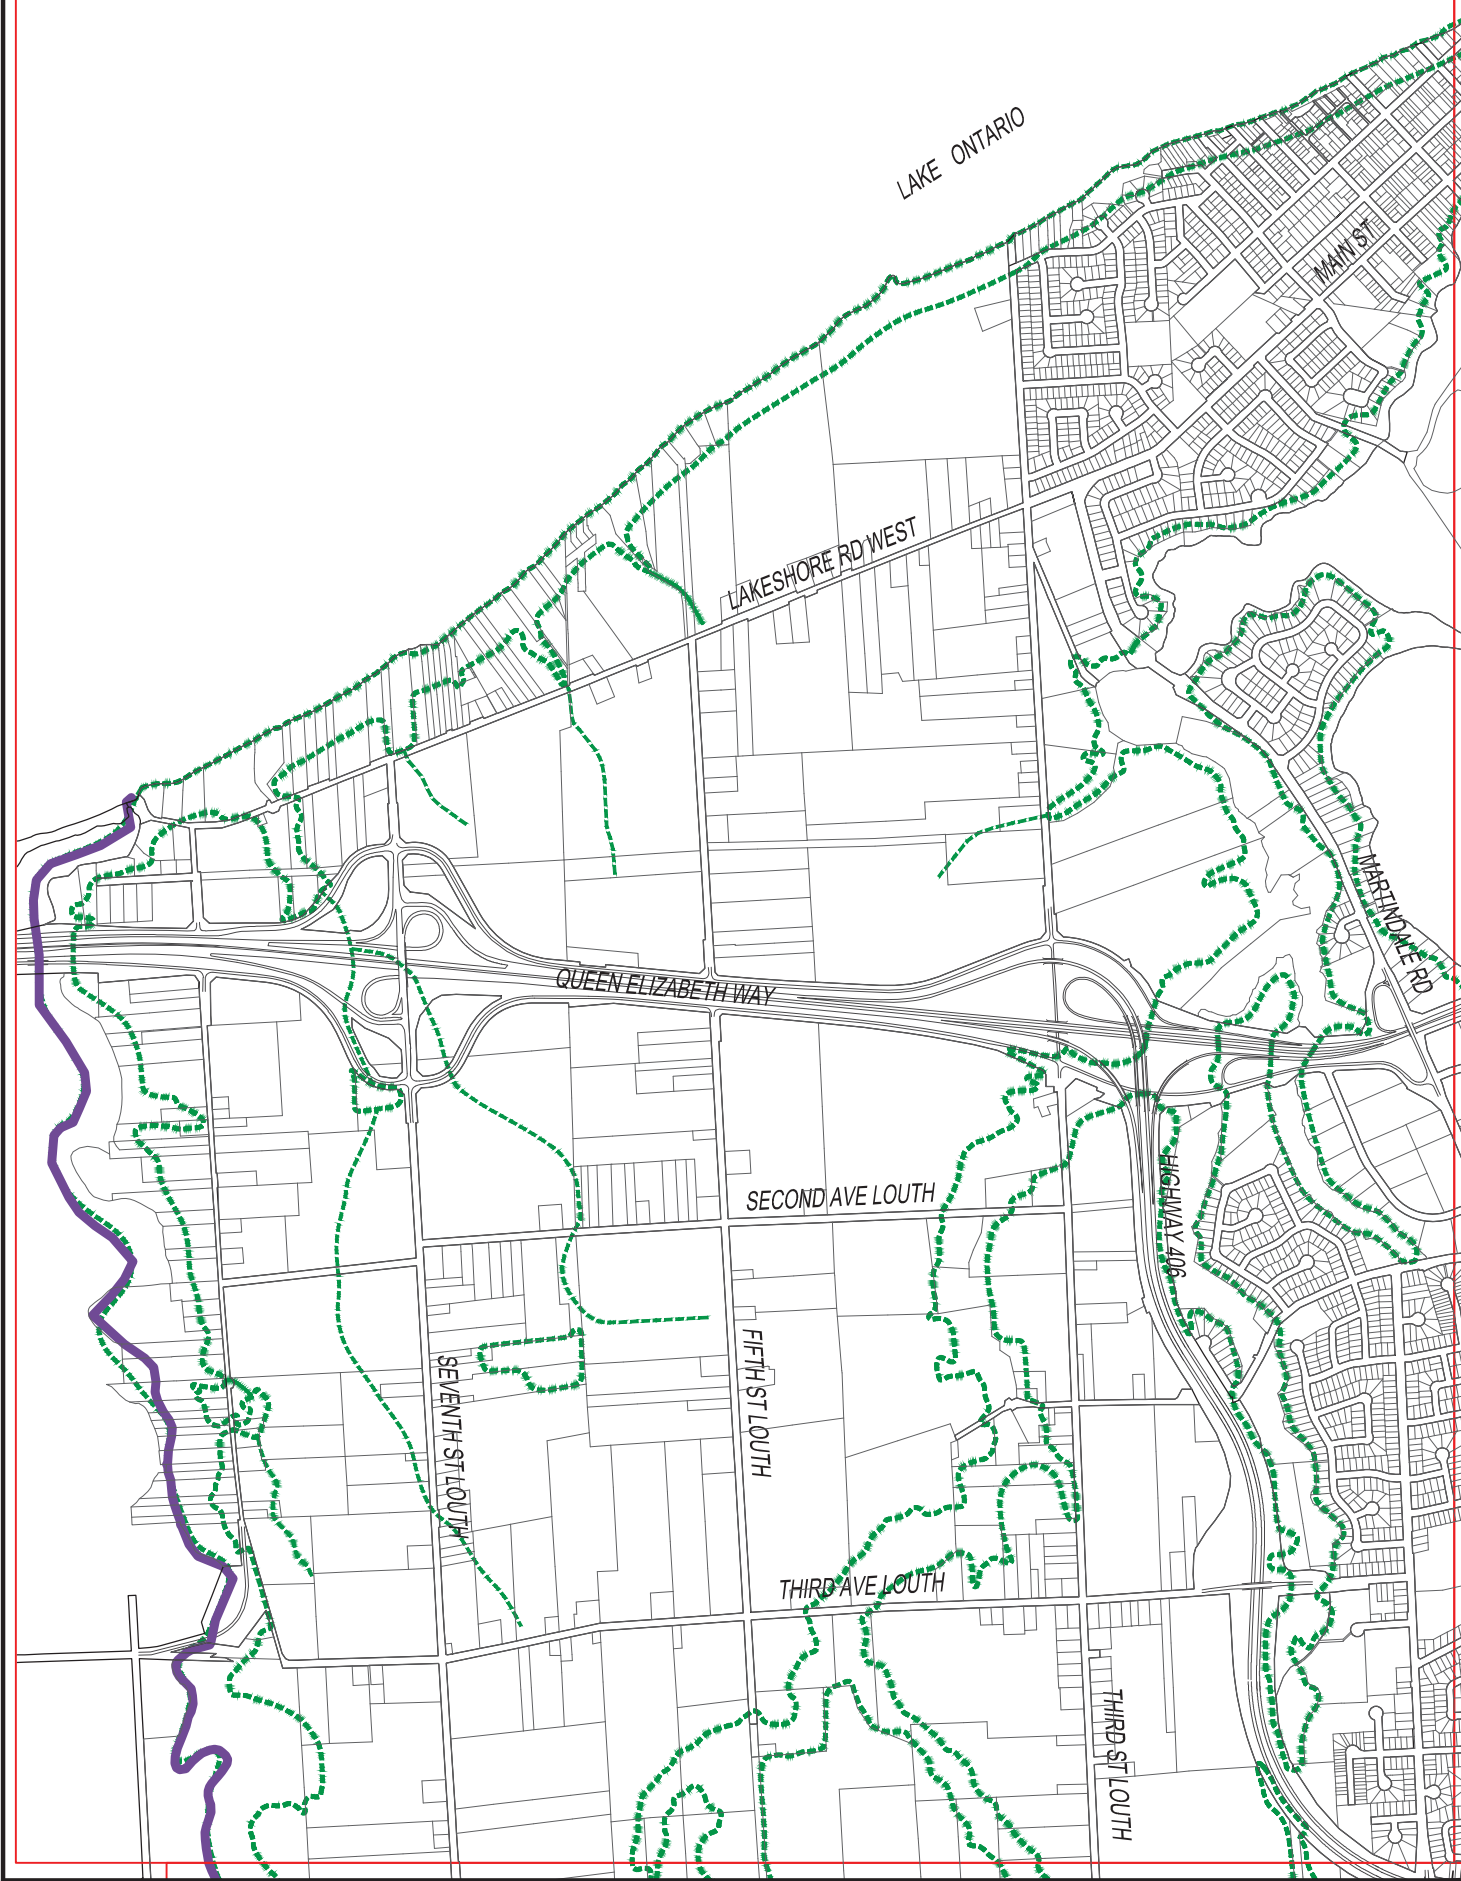 LAKE ONTARIO
MAIN ST
LAKESHORE RD WEST
MARTINDALE RD
QUEEN ELIZABETH WAY
SECOND AVE LOUTH
HIGHWAY 406
FIFTH ST LOUTH
SEVENTH ST LOUTH
THIRD AVE LOUTH
THIRD ST LOUTH